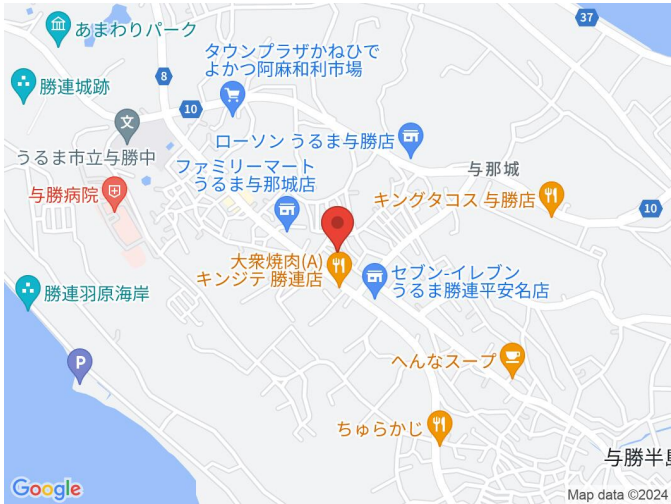 37
あまわりパーク
タウンプラザかねひで
よかつ阿麻和利市場
8
勝連城跡
10
文
うるま市立与勝中
ローソン うるま与勝店
与那城
ファミリーマート
うるま与那城店
与勝病院
キングタコス 与勝店
10
大衆焼肉(A)
キンジテ 勝連店
セブン-イレブン
うるま勝連平安名店
勝連羽原海岸
P
へんなスープ
ちゅらかじ
与勝半島
Google
Map data ©2024